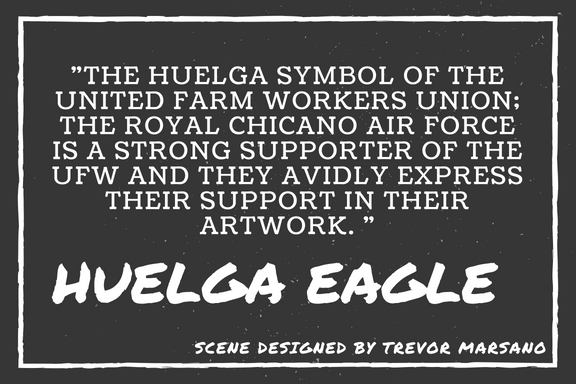 "THE HUELGA SYMBOL OF THE
UNITED FARM WORKERS UNION;
THE ROYAL CHICANO AIR FORCE
IS A STRONG SUPPORTER OF THE
UFW AND THEY AVIDLY EXPRESS
THEIR SUPPORT IN THEIR
ARTWORK. "
HUELGA EAGLE
SCENE DESIGNED BY TREVOR MARSANO